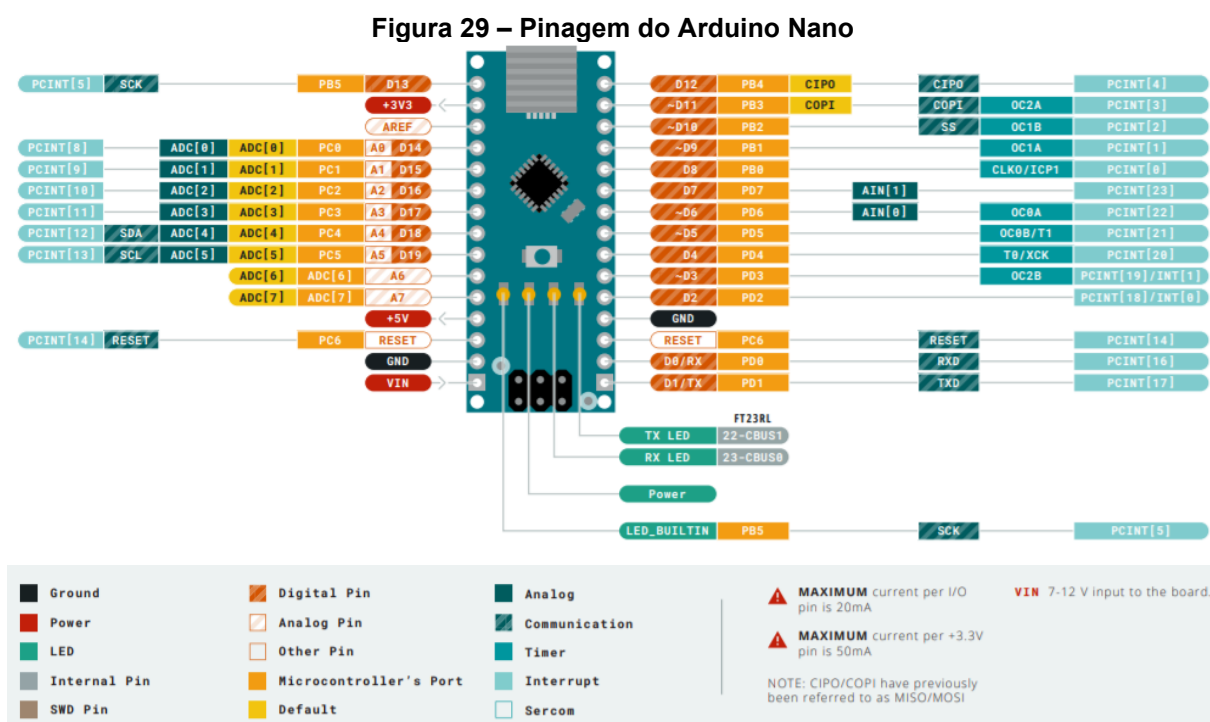 Figura 29 – Pinagem do Arduino Nano
PCINT[5] SCK PB5 D13 D12 PB4 CIPO CIPO PCINT[4]
+3V3 ~D11 PB3 COPI COPI OC2A PCINT[3]
AREF ~D10 PB2 SS OC1B PCINT[2]
PCINT[8] ADC[0] ADC[0] PC0 A0 D14 ~D9 PB1 OC1A PCINT[1]
PCINT[9] ADC[1] ADC[1] PC1 A1 D15 D8 PB0 CLKO/ICP1 PCINT[0]
PCINT[10] ADC[2] ADC[2] PC2 A2 D16 D7 PD7 AIN[1] PCINT[23]
PCINT[11] ADC[3] ADC[3] PC3 A3 D17 ~D6 PD6 AIN[0] OC0A PCINT[22]
PCINT[12] SDA ADC[4] ADC[4] PC4 A4 D18 ~D5 PD5 OC0B/T1 PCINT[21]
PCINT[13] SCL ADC[5] ADC[5] PC5 A5 D19 D4 PD4 T0/XCK PCINT[20]
ADC[6] ADC[6] A6 ~D3 PD3 OC2B PCINT[19]/INT[1]
ADC[7] ADC[7] A7 D2 PD2 PCINT[18]/INT[0]
+5V GND
PCINT[14] RESET PC6 RESET RESET PC6 RESET PCINT[14]
GND D0/RX PD0 RXD PCINT[16]
VIN D1/TX PD1 TXD PCINT[17]
FT23RL
TX LED 22-CBUS1
RX LED 23-CBUS0
Power
LED_BUILTIN PB5 SCK PCINT[5]
Ground
Power
LED
Internal Pin
SWD Pin
Digital Pin
Analog Pin
Other Pin
Microcontroller's Port
Default
Analog
Communication
Timer
Interrupt
Sercom
MAXIMUM current per I/O
pin is 20mA
MAXIMUM current per +3.3V
pin is 50mA
NOTE: CIPO/COPI have previously
been referred to as MISO/MOSI
VIN 7-12 V input to the board.